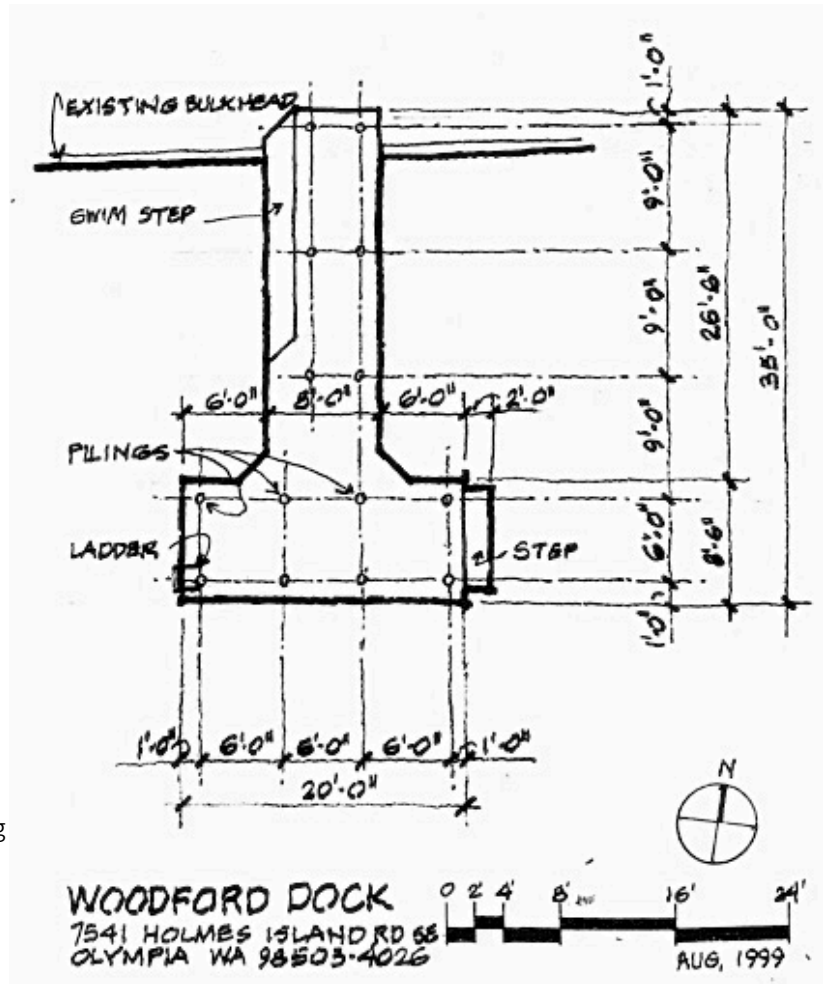 1'-0"
EXISTING BULKHEAD
9'-0"
SWIM STEP
26'-6"
9'-0"
35'-0"
6'-0" 8'-0" 6'-0" 2'-0"
9'-0"
PILINGS
LADDER
STEP
6'-0"
8'-6"
1'-0"
1'-0" 6'-0" 6'-0" 6'-0" 1'-0"
20'-0"
N
g
WOODFORD DOCK
0 2 4' 8' 16' 24'
7541 HOLMES ISLAND RD SE
OLYMPIA WA 98503-4026
AUG, 1999